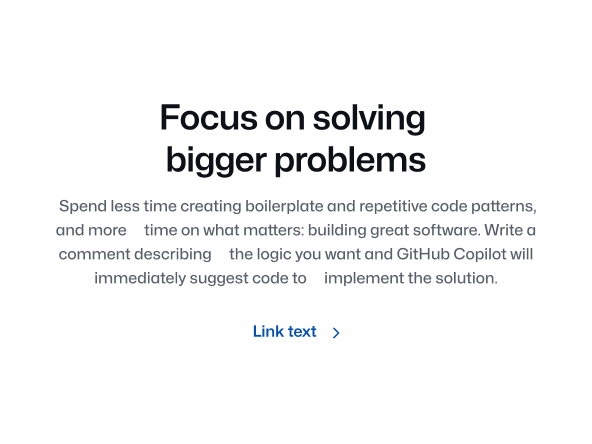 Focus on solving
bigger problems
Spend less time creating boilerplate and repetitive code patterns,
and more time on what matters: building great software. Write a
comment describing the logic you want and GitHub Copilot will
immediately suggest code to implement the solution.
Link text